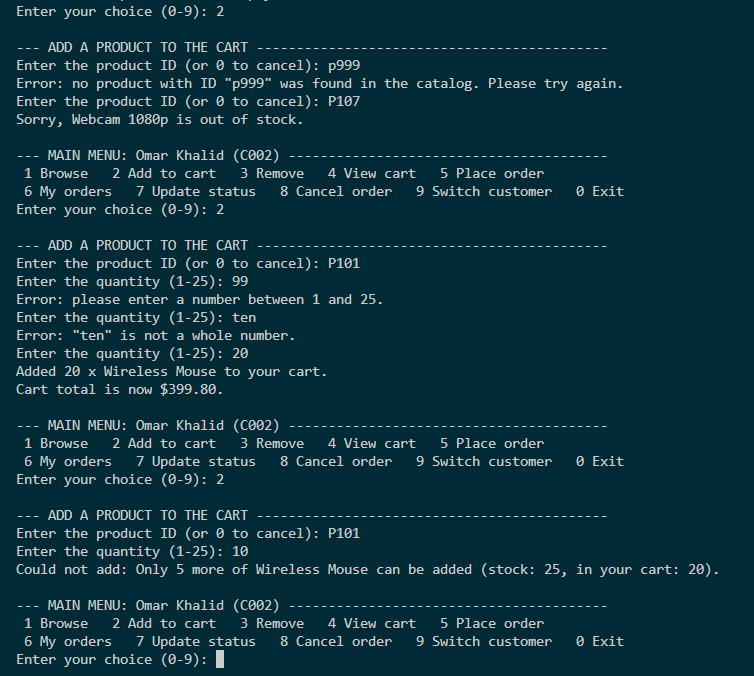 Enter your choice (0-9): 2

--- ADD A PRODUCT TO THE CART --------------------------------------------
Enter the product ID (or 0 to cancel): p999
Error: no product with ID "p999" was found in the catalog. Please try again.
Enter the product ID (or 0 to cancel): P107
Sorry, Webcam 1080p is out of stock.

--- MAIN MENU: Omar Khalid (C002) ----------------------------------------
 1 Browse   2 Add to cart   3 Remove   4 View cart   5 Place order
 6 My orders   7 Update status   8 Cancel order   9 Switch customer   0 Exit
Enter your choice (0-9): 2

--- ADD A PRODUCT TO THE CART --------------------------------------------
Enter the product ID (or 0 to cancel): P101
Enter the quantity (1-25): 99
Error: please enter a number between 1 and 25.
Enter the quantity (1-25): ten
Error: "ten" is not a whole number.
Enter the quantity (1-25): 20
Added 20 x Wireless Mouse to your cart.
Cart total is now $399.80.

--- MAIN MENU: Omar Khalid (C002) ----------------------------------------
 1 Browse   2 Add to cart   3 Remove   4 View cart   5 Place order
 6 My orders   7 Update status   8 Cancel order   9 Switch customer   0 Exit
Enter your choice (0-9): 2

--- ADD A PRODUCT TO THE CART --------------------------------------------
Enter the product ID (or 0 to cancel): P101
Enter the quantity (1-25): 10
Could not add: Only 5 more of Wireless Mouse can be added (stock: 25, in your cart: 20).

--- MAIN MENU: Omar Khalid (C002) ----------------------------------------
 1 Browse   2 Add to cart   3 Remove   4 View cart   5 Place order
 6 My orders   7 Update status   8 Cancel order   9 Switch customer   0 Exit
Enter your choice (0-9):